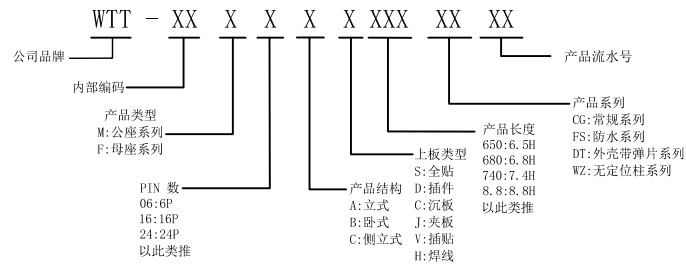 WTT - XX X X X X XXX XX XX
公司品牌
内部编码
产品类型
M:公座系列
F:母座系列
PIN 数
06:6P
16:16P
24:24P
以此类推
产品结构
A:立式
B:卧式
C:侧立式
上板类型
S:全贴
D:插件
C:沉板
J:夹板
V:插贴
H:焊线
产品长度
650:6.5H
680:6.8H
740:7.4H
8.8:8.8H
以此类推
产品系列
CG:常规系列
FS:防水系列
DT:外壳带弹片系列
WZ:无定位柱系列
产品流水号